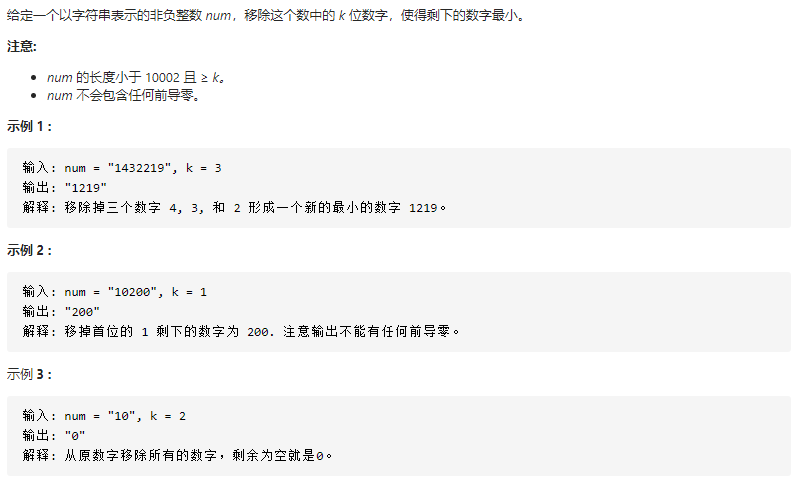 给定一个以字符串表示的非负整数 num，移除这个数中的 k 位数字，使得剩下的数字最小。
注意:
num 的长度小于 10002 且 ≥ k。
num 不会包含任何前导零。
示例 1 :
输入: num = "1432219", k = 3
输出: "1219"
解释: 移除掉三个数字 4, 3, 和 2 形成一个新的最小的数字 1219。
示例 2 :
输入: num = "10200", k = 1
输出: "200"
解释: 移掉首位的 1 剩下的数字为 200. 注意输出不能有任何前导零。
示例 3 :
输入: num = "10", k = 2
输出: "0"
解释: 从原数字移除所有的数字，剩余为空就是0。